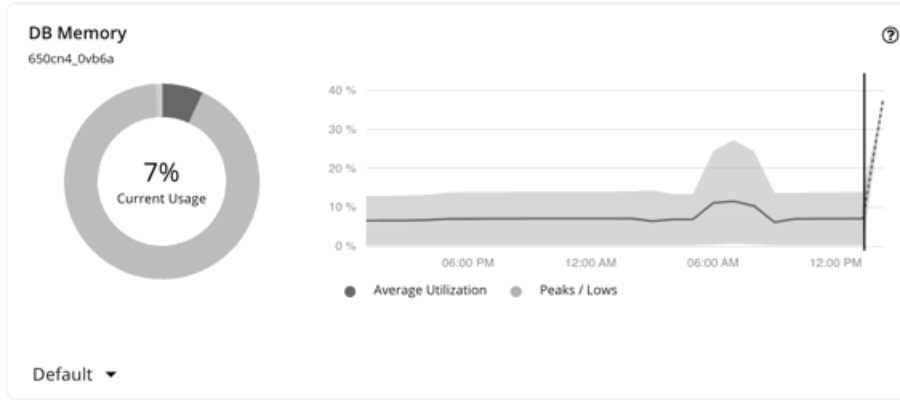 DB Memory
650cn4_0vb6a
7%
Current Usage
40 %
30 %
20 %
10 %
0 %
06:00 PM 12:00 AM 06:00 AM 12:00 PM
Average Utilization Peaks / Lows
Default